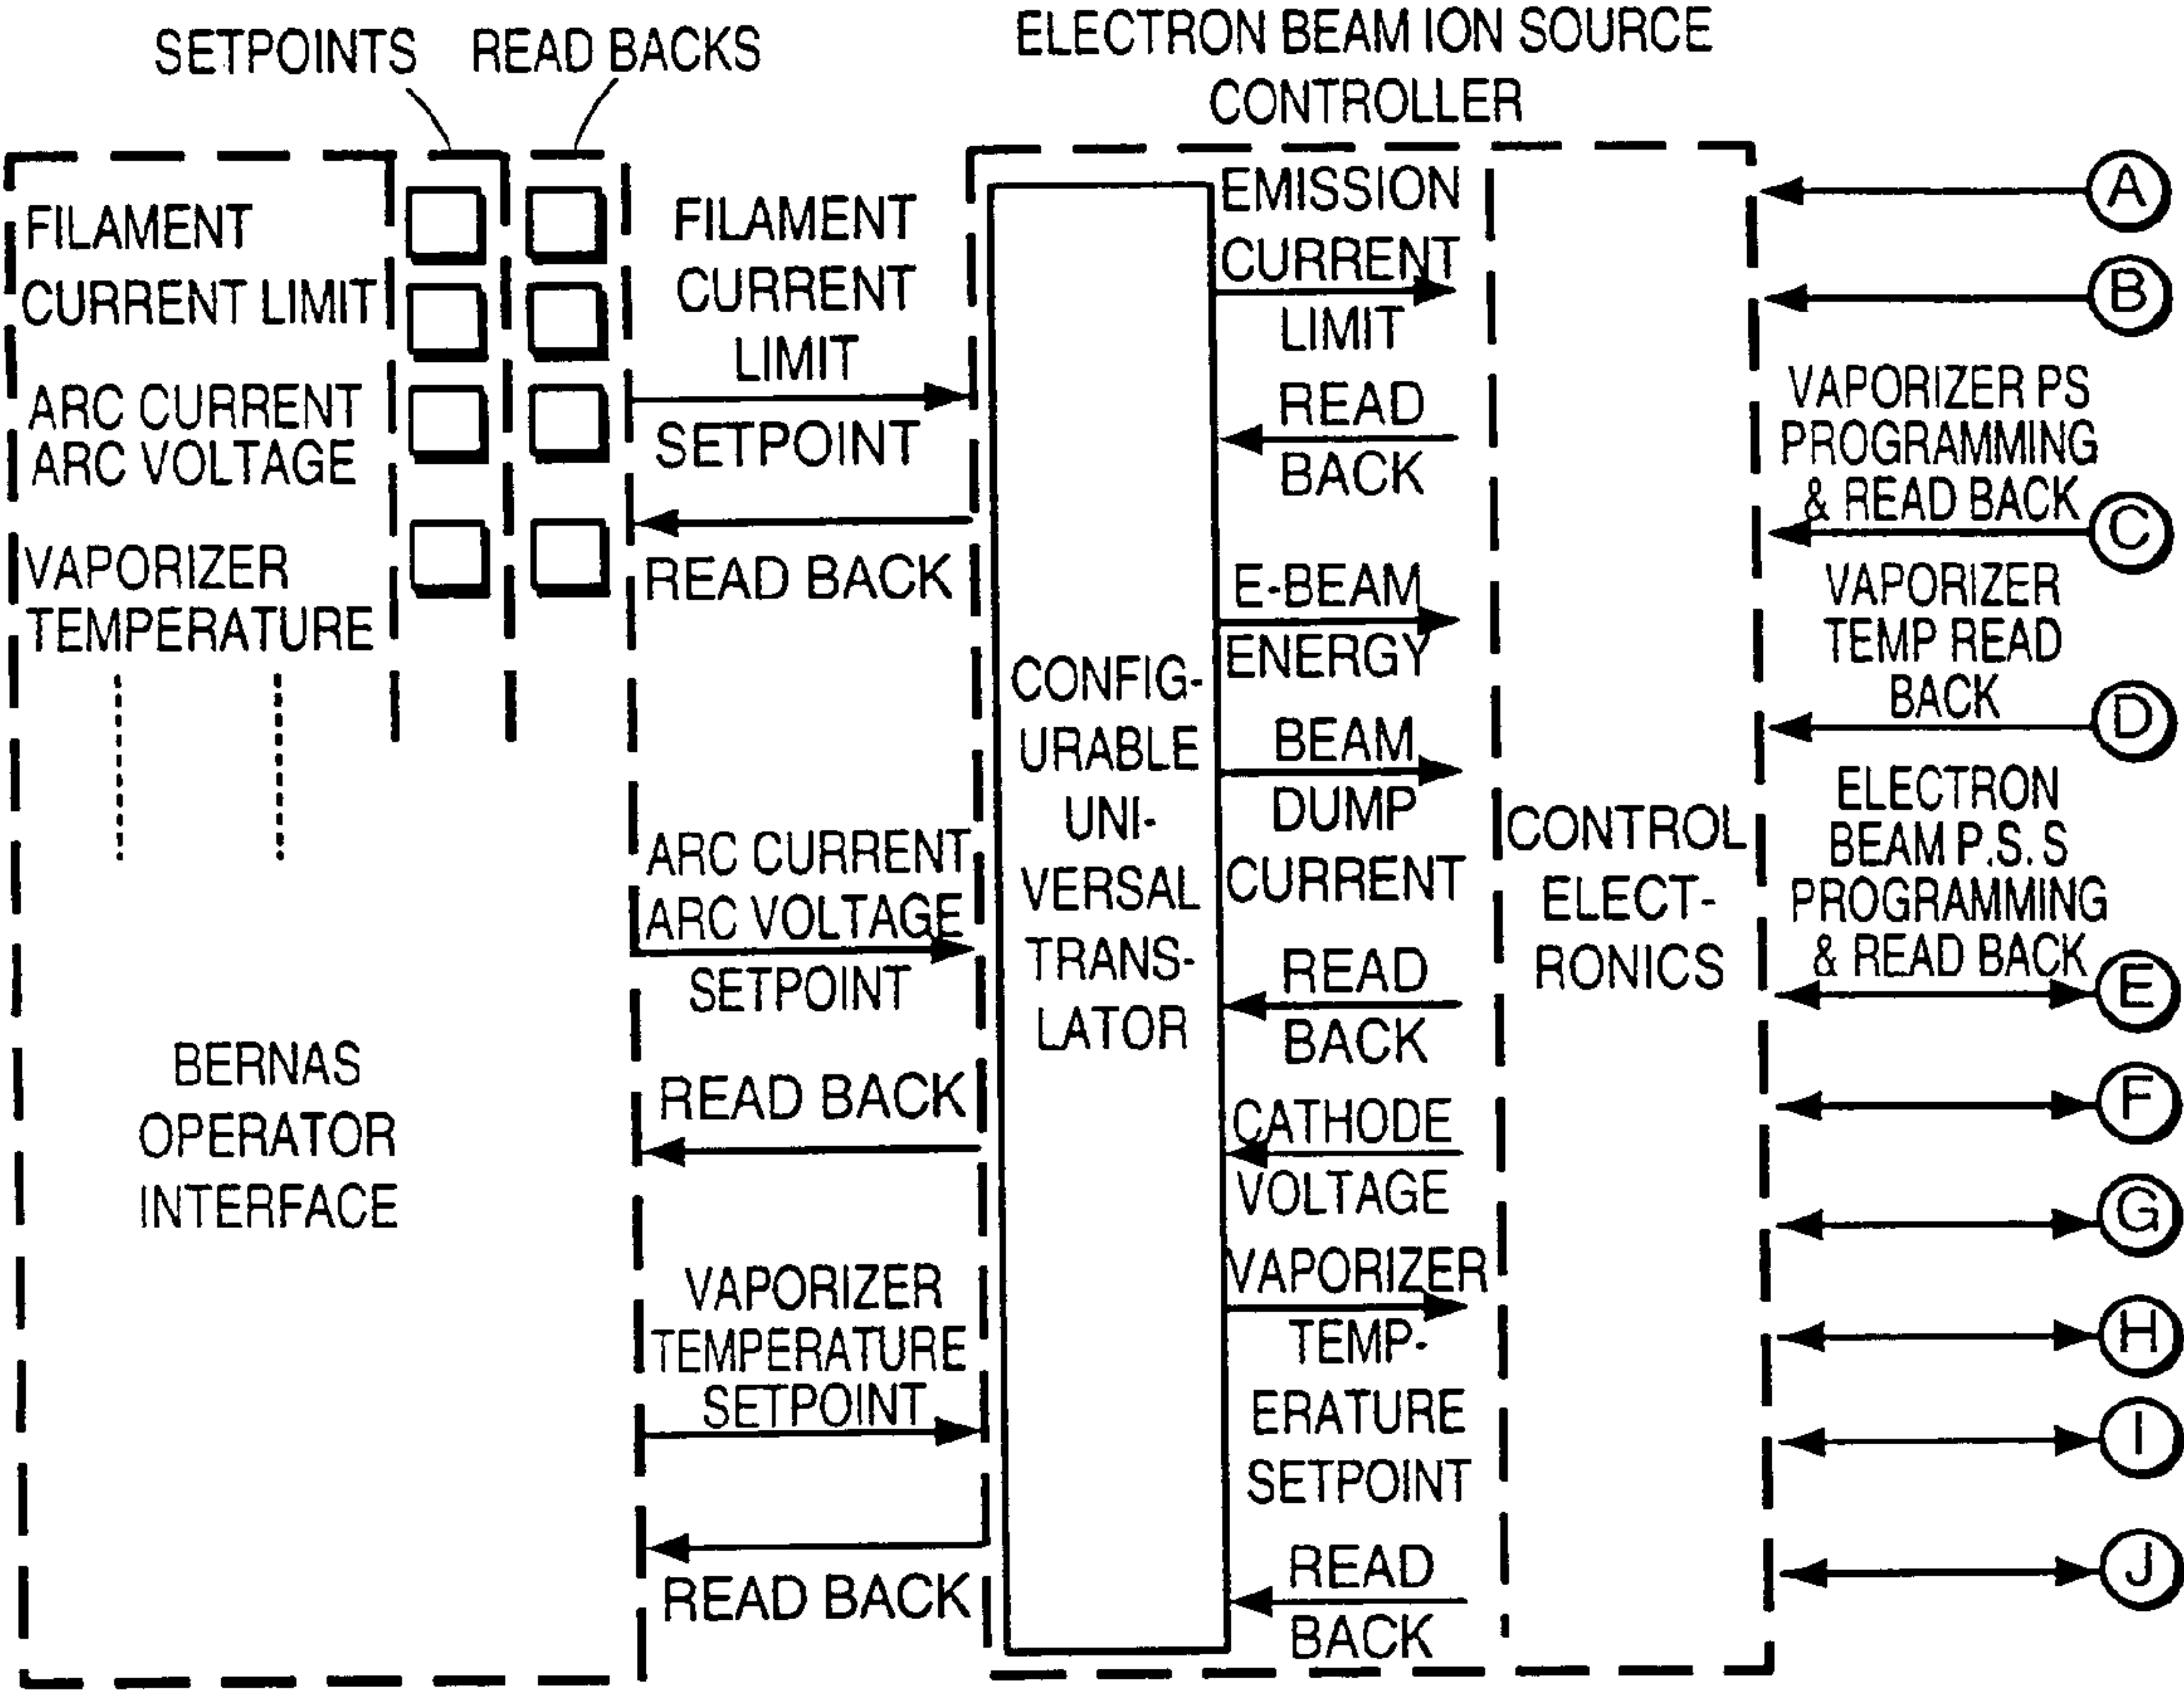 SETPOINTS READ BACKS
ELECTRON BEAM ION SOURCE
CONTROLLER
FILAMENT
CURRENT LIMIT
ARC CURRENT
ARC VOLTAGE
VAPORIZER
TEMPERATURE
BERNAS
OPERATOR
INTERFACE
FILAMENT
CURRENT
LIMIT
SETPOINT
READ BACK
ARC CURRENT
ARC VOLTAGE
SETPOINT
READ BACK
VAPORIZER
TEMPERATURE
SETPOINT
READ BACK
CONFIG-
URABLE
UNI-
VERSAL
TRANS-
LATOR
EMISSION
CURRENT
LIMIT
READ
BACK
E-BEAM
ENERGY
BEAM
DUMP
CURRENT
READ
BACK
CATHODE
VOLTAGE
VAPORIZER
TEMP-
ERATURE
SETPOINT
READ
BACK
CONTROL
ELECT-
RONICS
A
B
VAPORIZER PS
PROGRAMMING
& READ BACK
C
VAPORIZER
TEMP READ
BACK
D
ELECTRON
BEAM P.S.S
PROGRAMMING
& READ BACK
E
F
G
H
I
J